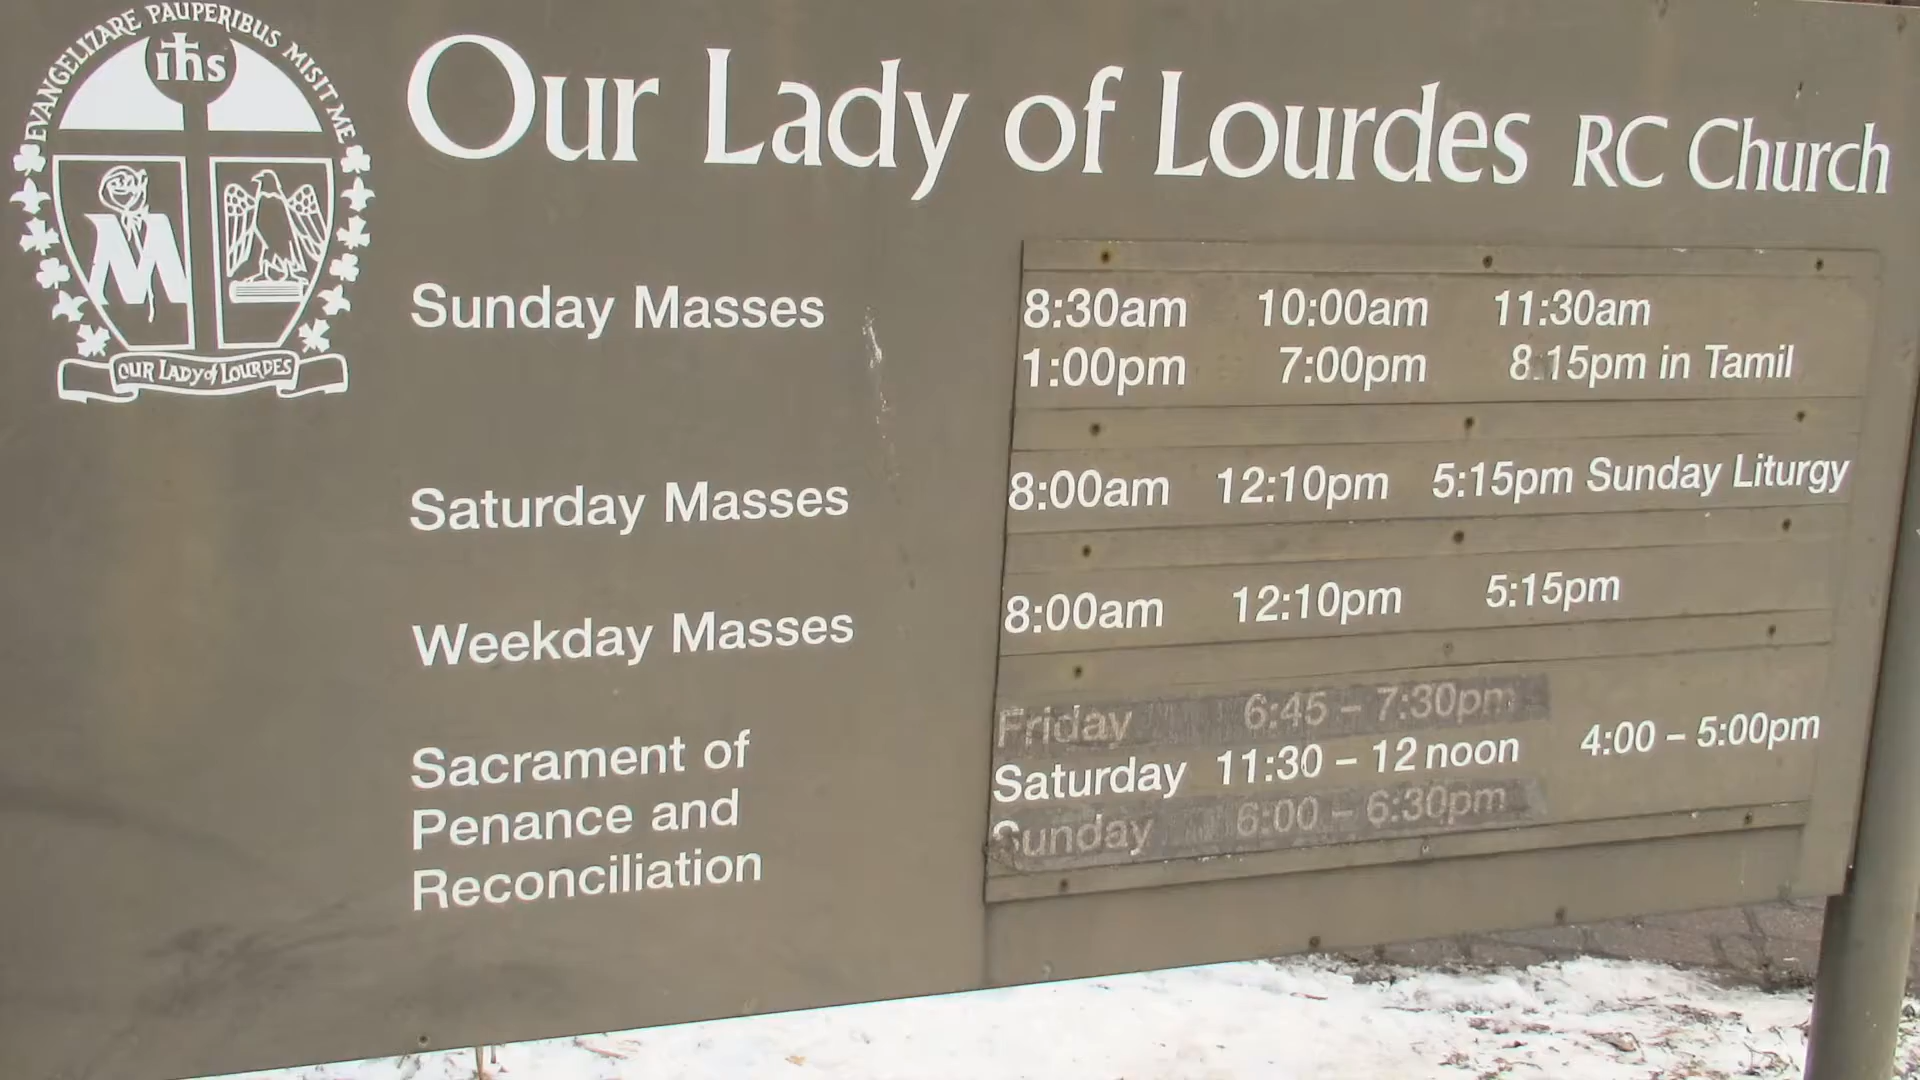 EVANGELIZARE PAUPERIBUS MISIT ME
ihs
M
OUR LADY of LOURDES
Our Lady of Lourdes RC Church
Sunday Masses 8:30am 10:00am 11:30am
1:00pm 7:00pm 8:15pm in Tamil
Saturday Masses 8:00am 12:10pm 5:15pm Sunday Liturgy
Weekday Masses 8:00am 12:10pm 5:15pm
Sacrament of
Penance and
Reconciliation
Friday 6:45 – 7:30pm
Saturday 11:30 – 12 noon 4:00 – 5:00pm
Sunday 6:00 – 6:30pm